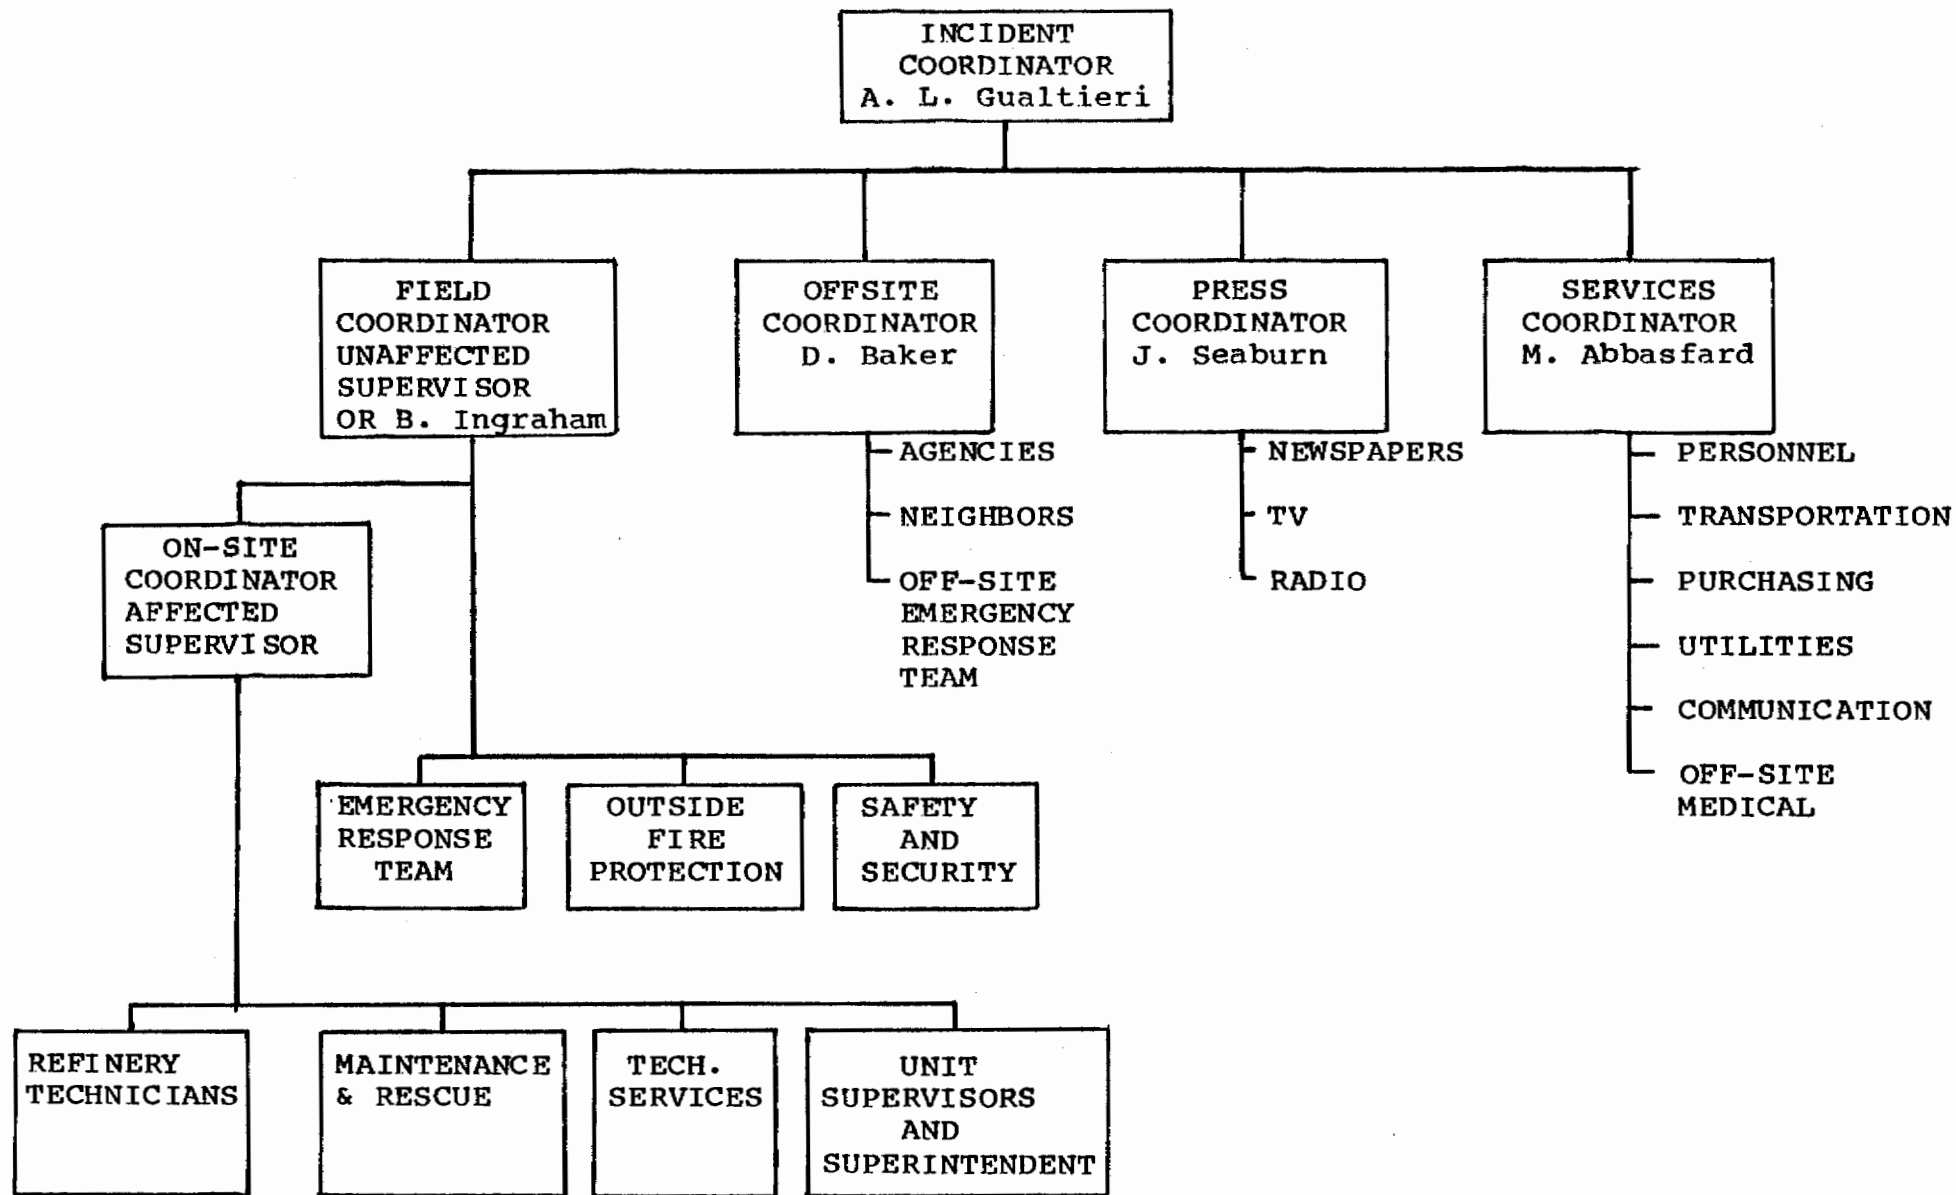 INCIDENT
COORDINATOR
A. L. Gualtieri
FIELD
COORDINATOR
UNAFFECTED
SUPERVISOR
OR B. Ingraham
OFFSITE
COORDINATOR
D. Baker
PRESS
COORDINATOR
J. Seaburn
SERVICES
COORDINATOR
M. Abbasfard
AGENCIES
NEIGHBORS
OFF-SITE
EMERGENCY
RESPONSE
TEAM
NEWSPAPERS
TV
RADIO
PERSONNEL
TRANSPORTATION
PURCHASING
UTILITIES
COMMUNICATION
OFF-SITE
MEDICAL
ON-SITE
COORDINATOR
AFFECTED
SUPERVISOR
EMERGENCY
RESPONSE
TEAM
OUTSIDE
FIRE
PROTECTION
SAFETY
AND
SECURITY
REFINERY
TECHNICIANS
MAINTENANCE
& RESCUE
TECH.
SERVICES
UNIT
SUPERVISORS
AND
SUPERINTENDENT